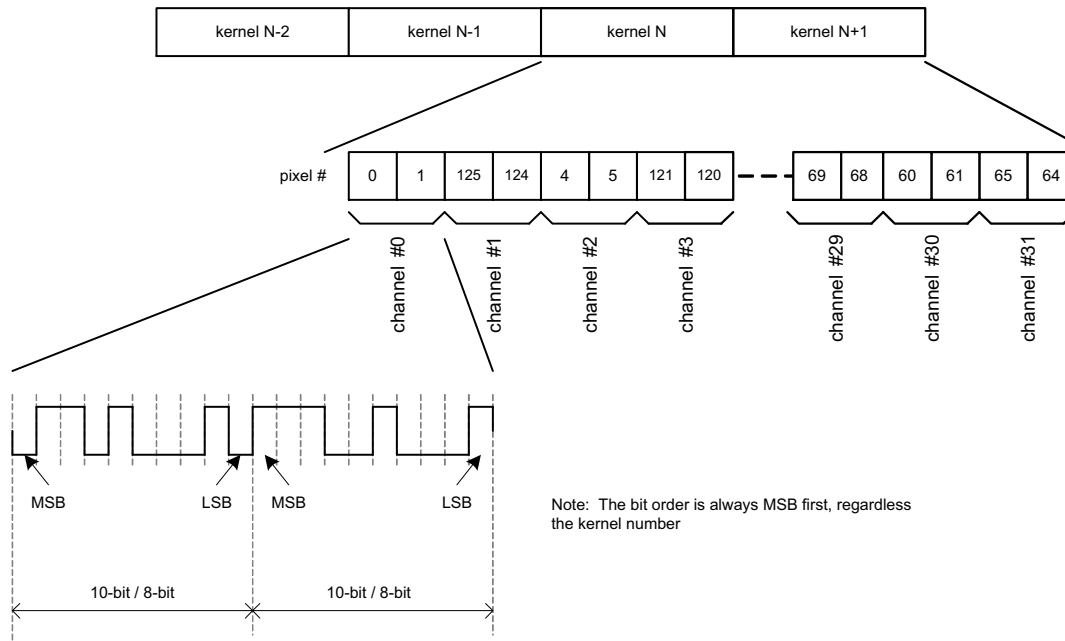 kernel N-2 kernel N-1 kernel N kernel N+1
pixel # 0 1 125 124 4 5 121 120 69 68 60 61 65 64
channel #0 channel #1 channel #2 channel #3 channel #29 channel #30 channel #31
MSB LSB MSB LSB
Note: The bit order is always MSB first, regardless
the kernel number
10-bit / 8-bit 10-bit / 8-bit